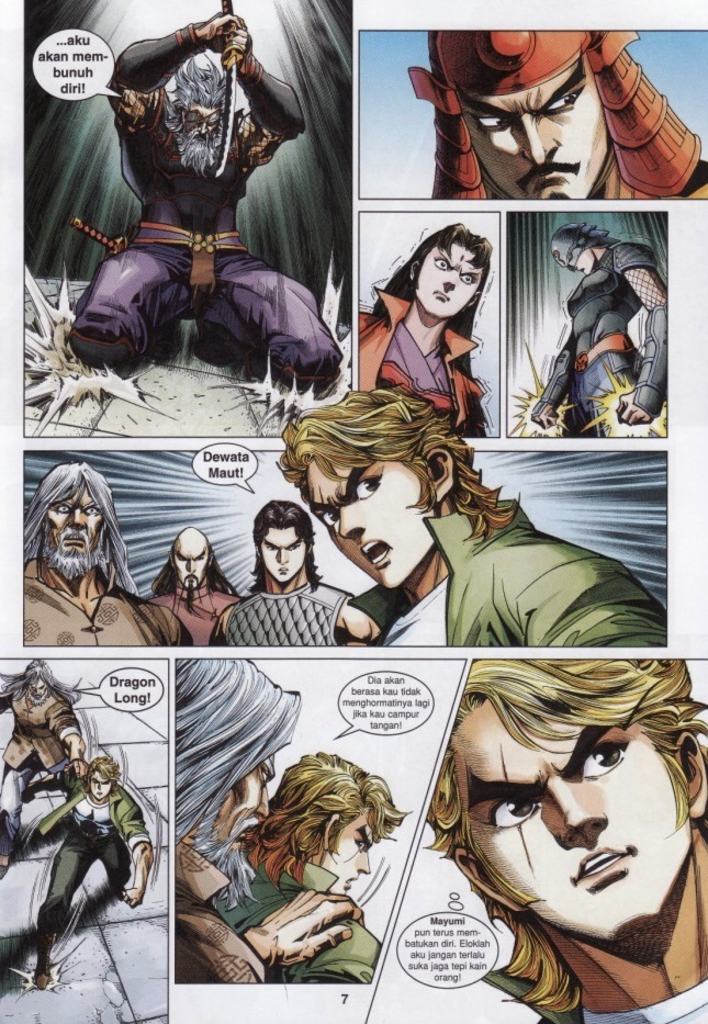 ...aku
akan mem-
bunuh
diri!
Dewata
Maut!
Dragon
Long!
Dia akan
berasa kau tidak
menghormatinya lagi
jika kau campur
tangan!
Mayumi
pun terus mem-
batukan diri. Eloklah
aku jangan terlalu
suka jaga tepi kain
orang!
7